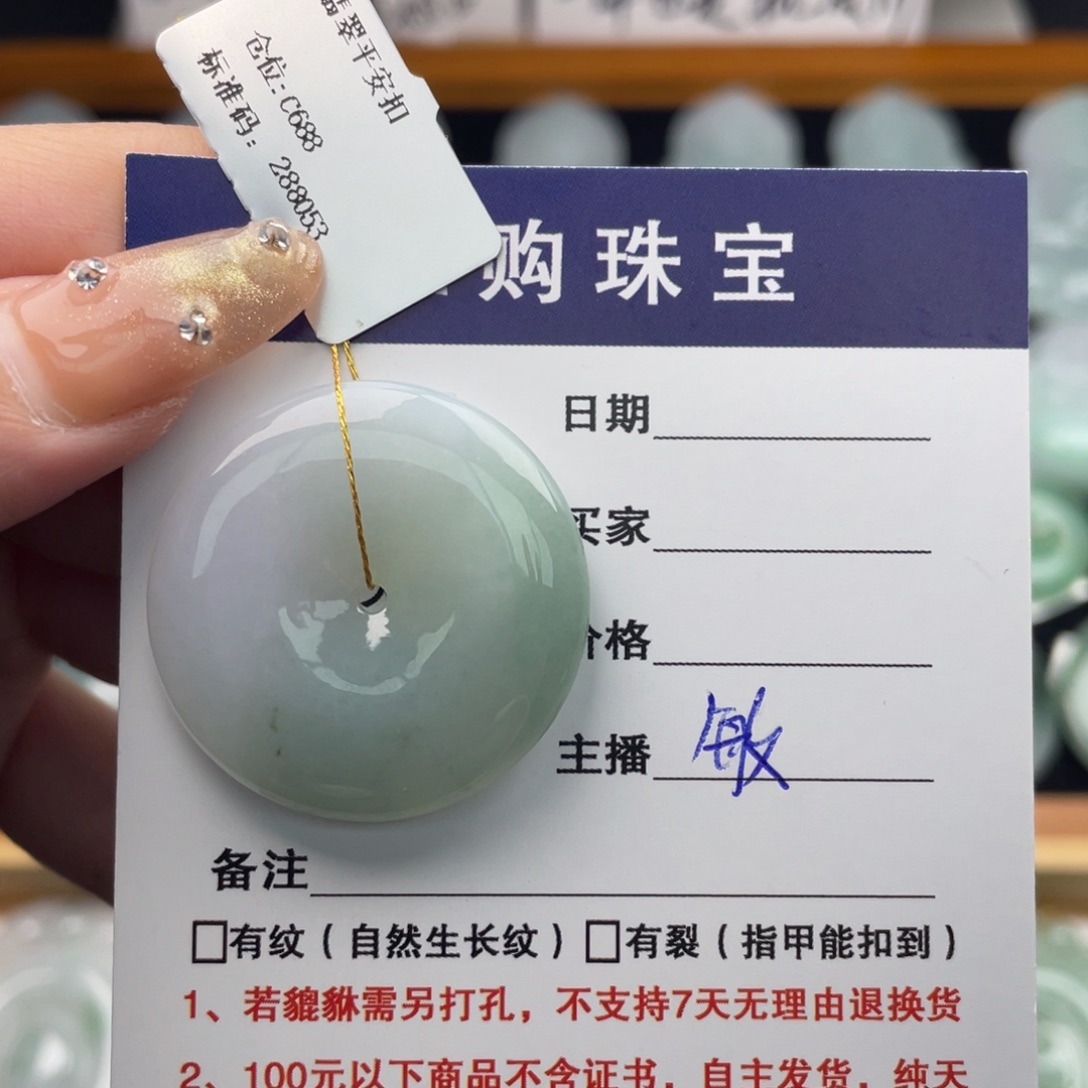 翡翠平安扣
仓位：C688
标准码：288053
购珠宝
日期
买家
价格
主播 敏
备注
□有纹（自然生长纹）□有裂（指甲能扣到）
1、若貔貅需另打孔，不支持7天无理由退换货
2、100元以下商品不含证书，自主发货，纯天